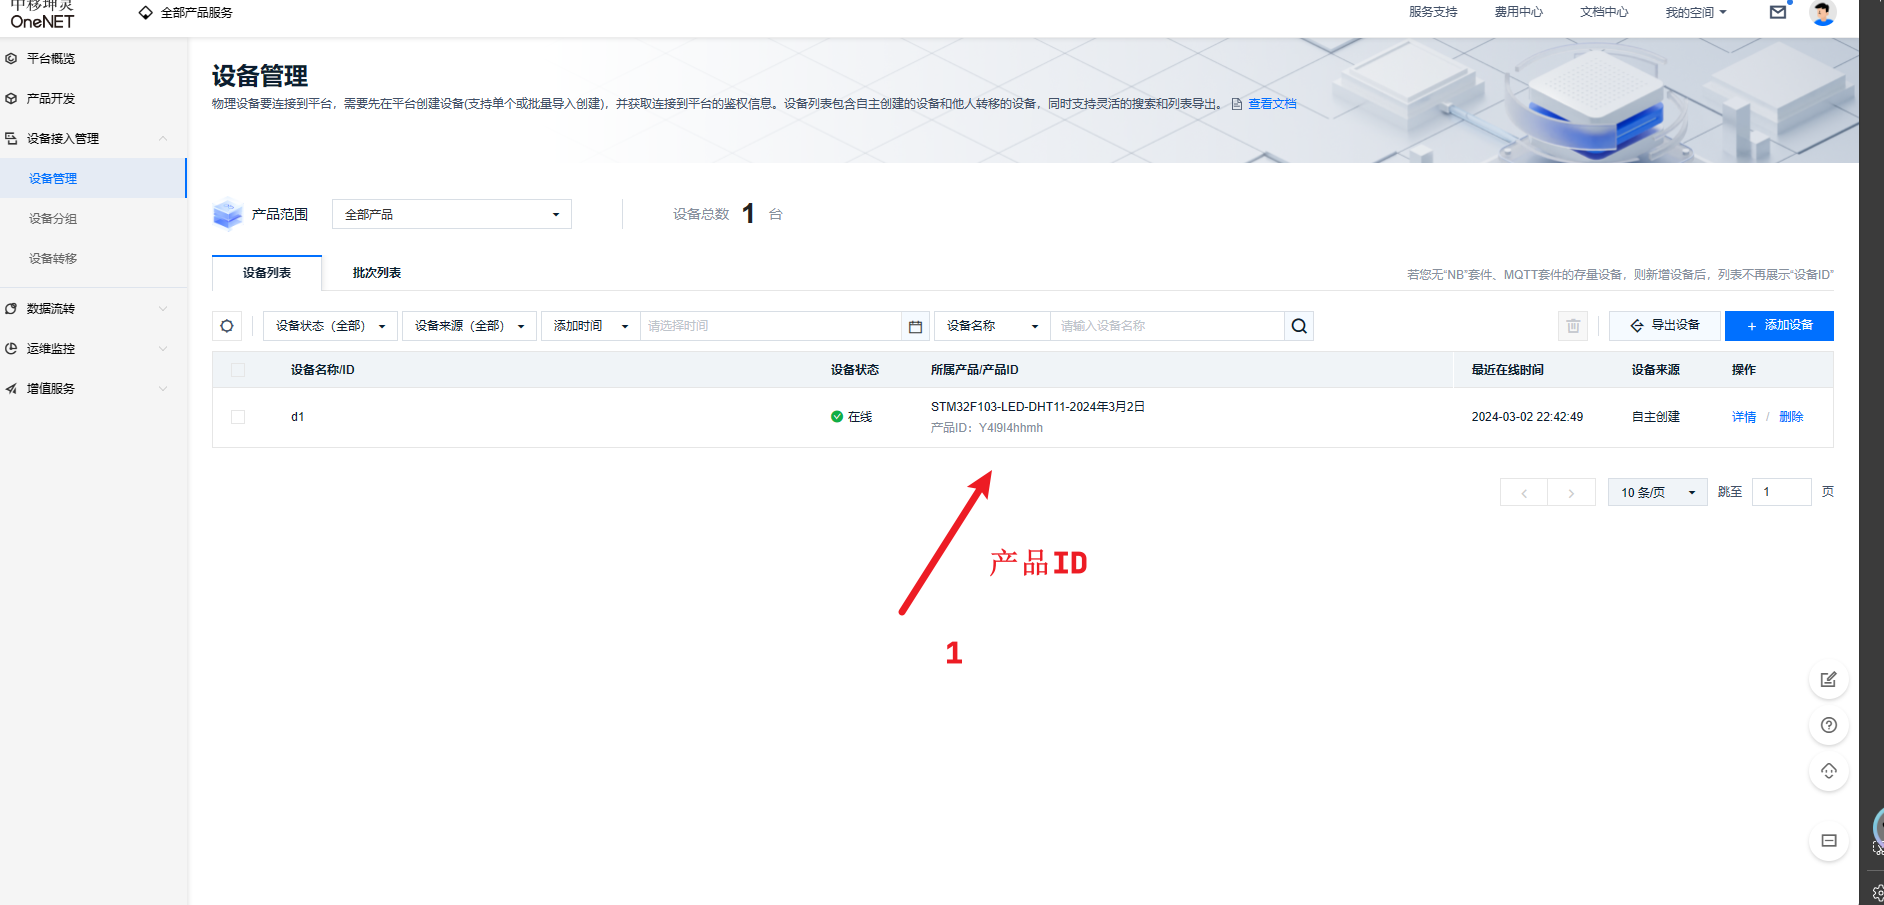 中移坤灵
OneNET
全部产品服务
服务支持
费用中心
文档中心
我的空间
平台概览
产品开发
设备接入管理
设备管理
设备分组
设备转移
数据流转
运维监控
增值服务
设备管理
物理设备要连接到平台，需要先在平台创建设备(支持单个或批量导入创建)，并获取连接到平台的鉴权信息。设备列表包含自主创建的设备和他人转移的设备，同时支持灵活的搜索和列表导出。 查看文档
产品范围
全部产品
设备总数 1 台
设备列表
批次列表
若您无“NB”套件、MQTT套件的存量设备，则新增设备后，列表不再展示“设备ID”
设备状态（全部）
设备来源（全部）
添加时间
请选择时间
设备名称
请输入设备名称
导出设备
+ 添加设备
设备名称/ID
设备状态
所属产品/产品ID
最近在线时间
设备来源
操作
d1
在线
STM32F103-LED-DHT11-2024年3月2日
产品ID：Y4l9l4hhmh
2024-03-02 22:42:49
自主创建
详情 / 删除
10 条/页
跳至
1
页
产品ID
1